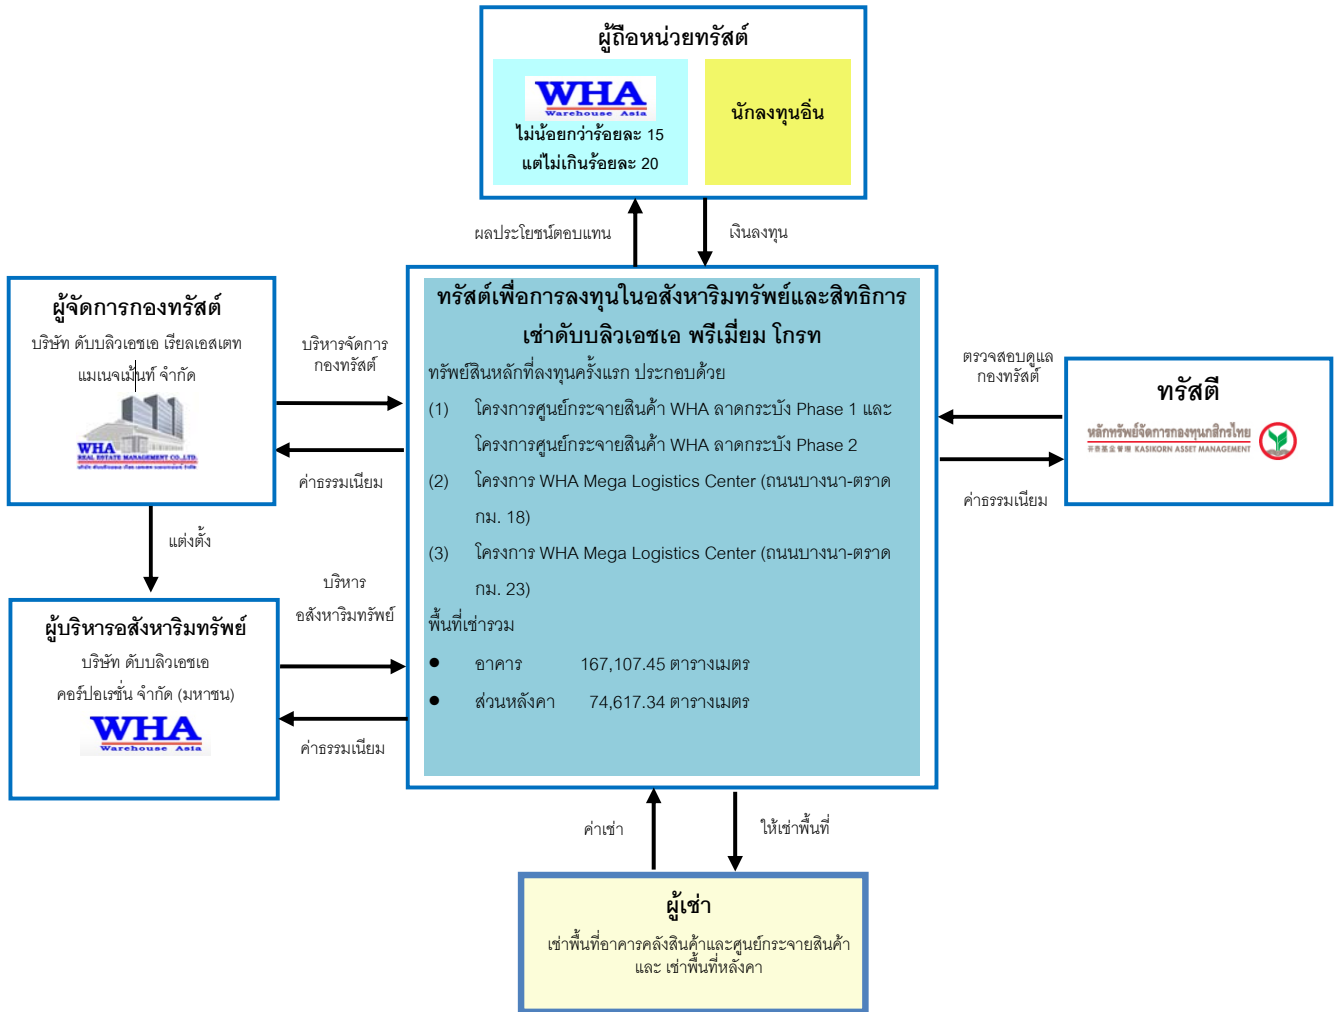 ผู้ถือหน่วยทรัสต์
WHA
Warehouse Asia
ไม่น้อยกว่าร้อยละ 15
แต่ไม่เกินร้อยละ 20
นักลงทุนอื่น
ผลประโยชน์ตอบแทน
เงินลงทุน
ผู้จัดการกองทรัสต์
บริษัท ดับบลิวเอชเอ เรียลเอสเตท
แมเนจเม้นท์ จำกัด
WHA
REAL ESTATE MANAGEMENT CO.,LTD.
บริหารจัดการ
กองทรัสต์
ค่าธรรมเนียม
แต่งตั้ง
ทรัสต์เพื่อการลงทุนในอสังหาริมทรัพย์และสิทธิการ
เช่าดับบลิวเอชเอ พรีเมี่ยม โกรท
ทรัพย์สินหลักที่ลงทุนครั้งแรก ประกอบด้วย
(1) โครงการศูนย์กระจายสินค้า WHA ลาดกระบัง Phase 1 และ
โครงการศูนย์กระจายสินค้า WHA ลาดกระบัง Phase 2
(2) โครงการ WHA Mega Logistics Center (ถนนบางนา-ตราด
กม. 18)
(3) โครงการ WHA Mega Logistics Center (ถนนบางนา-ตราด
กม. 23)
พื้นที่เช่ารวม
● อาคาร 167,107.45 ตารางเมตร
● ส่วนหลังคา 74,617.34 ตารางเมตร
ตรวจสอบดูแล
กองทรัสต์
ค่าธรรมเนียม
ทรัสตี
หลักทรัพย์จัดการกองทุนกสิกรไทย
KASIKORN ASSET MANAGEMENT
ผู้บริหารอสังหาริมทรัพย์
บริษัท ดับบลิวเอชเอ
คอร์ปอเรชั่น จำกัด (มหาชน)
WHA
Warehouse Asia
บริหาร
อสังหาริมทรัพย์
ค่าธรรมเนียม
ค่าเช่า
ให้เช่าพื้นที่
ผู้เช่า
เช่าพื้นที่อาคารคลังสินค้าและศูนย์กระจายสินค้า
และ เช่าพื้นที่หลังคา